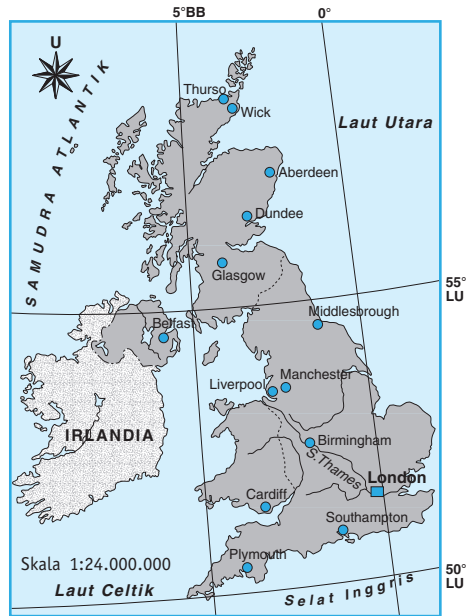 5°BB
0°
U
Thurso
Wick
Laut Utara
SAMUDRA ATLANTIK
Aberdeen
Dundee
Glasgow
55°
LU
Middlesbrough
Belfast
Manchester
Liverpool
IRLANDIA
Birmingham
S.Thames
London
Cardiff
Southampton
Skala 1:24.000.000
Plymouth
50°
LU
Laut Celtik
Selat Inggris